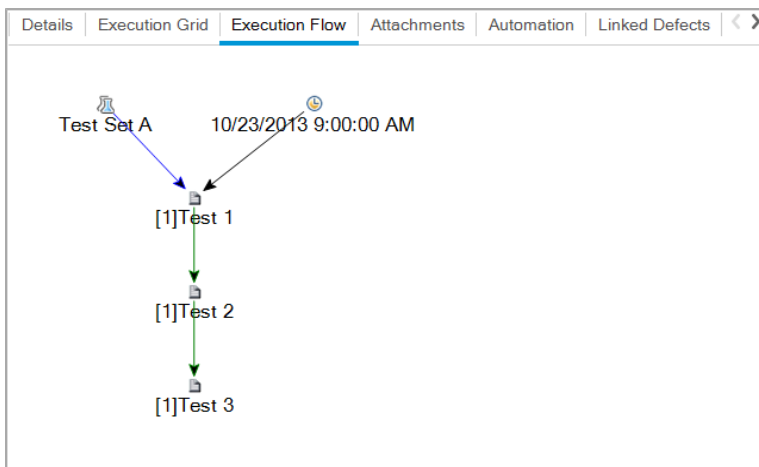 Details Execution Grid Execution Flow Attachments Automation Linked Defects
Test Set A 10/23/2013 9:00:00 AM
[1]Test 1
[1]Test 2
[1]Test 3